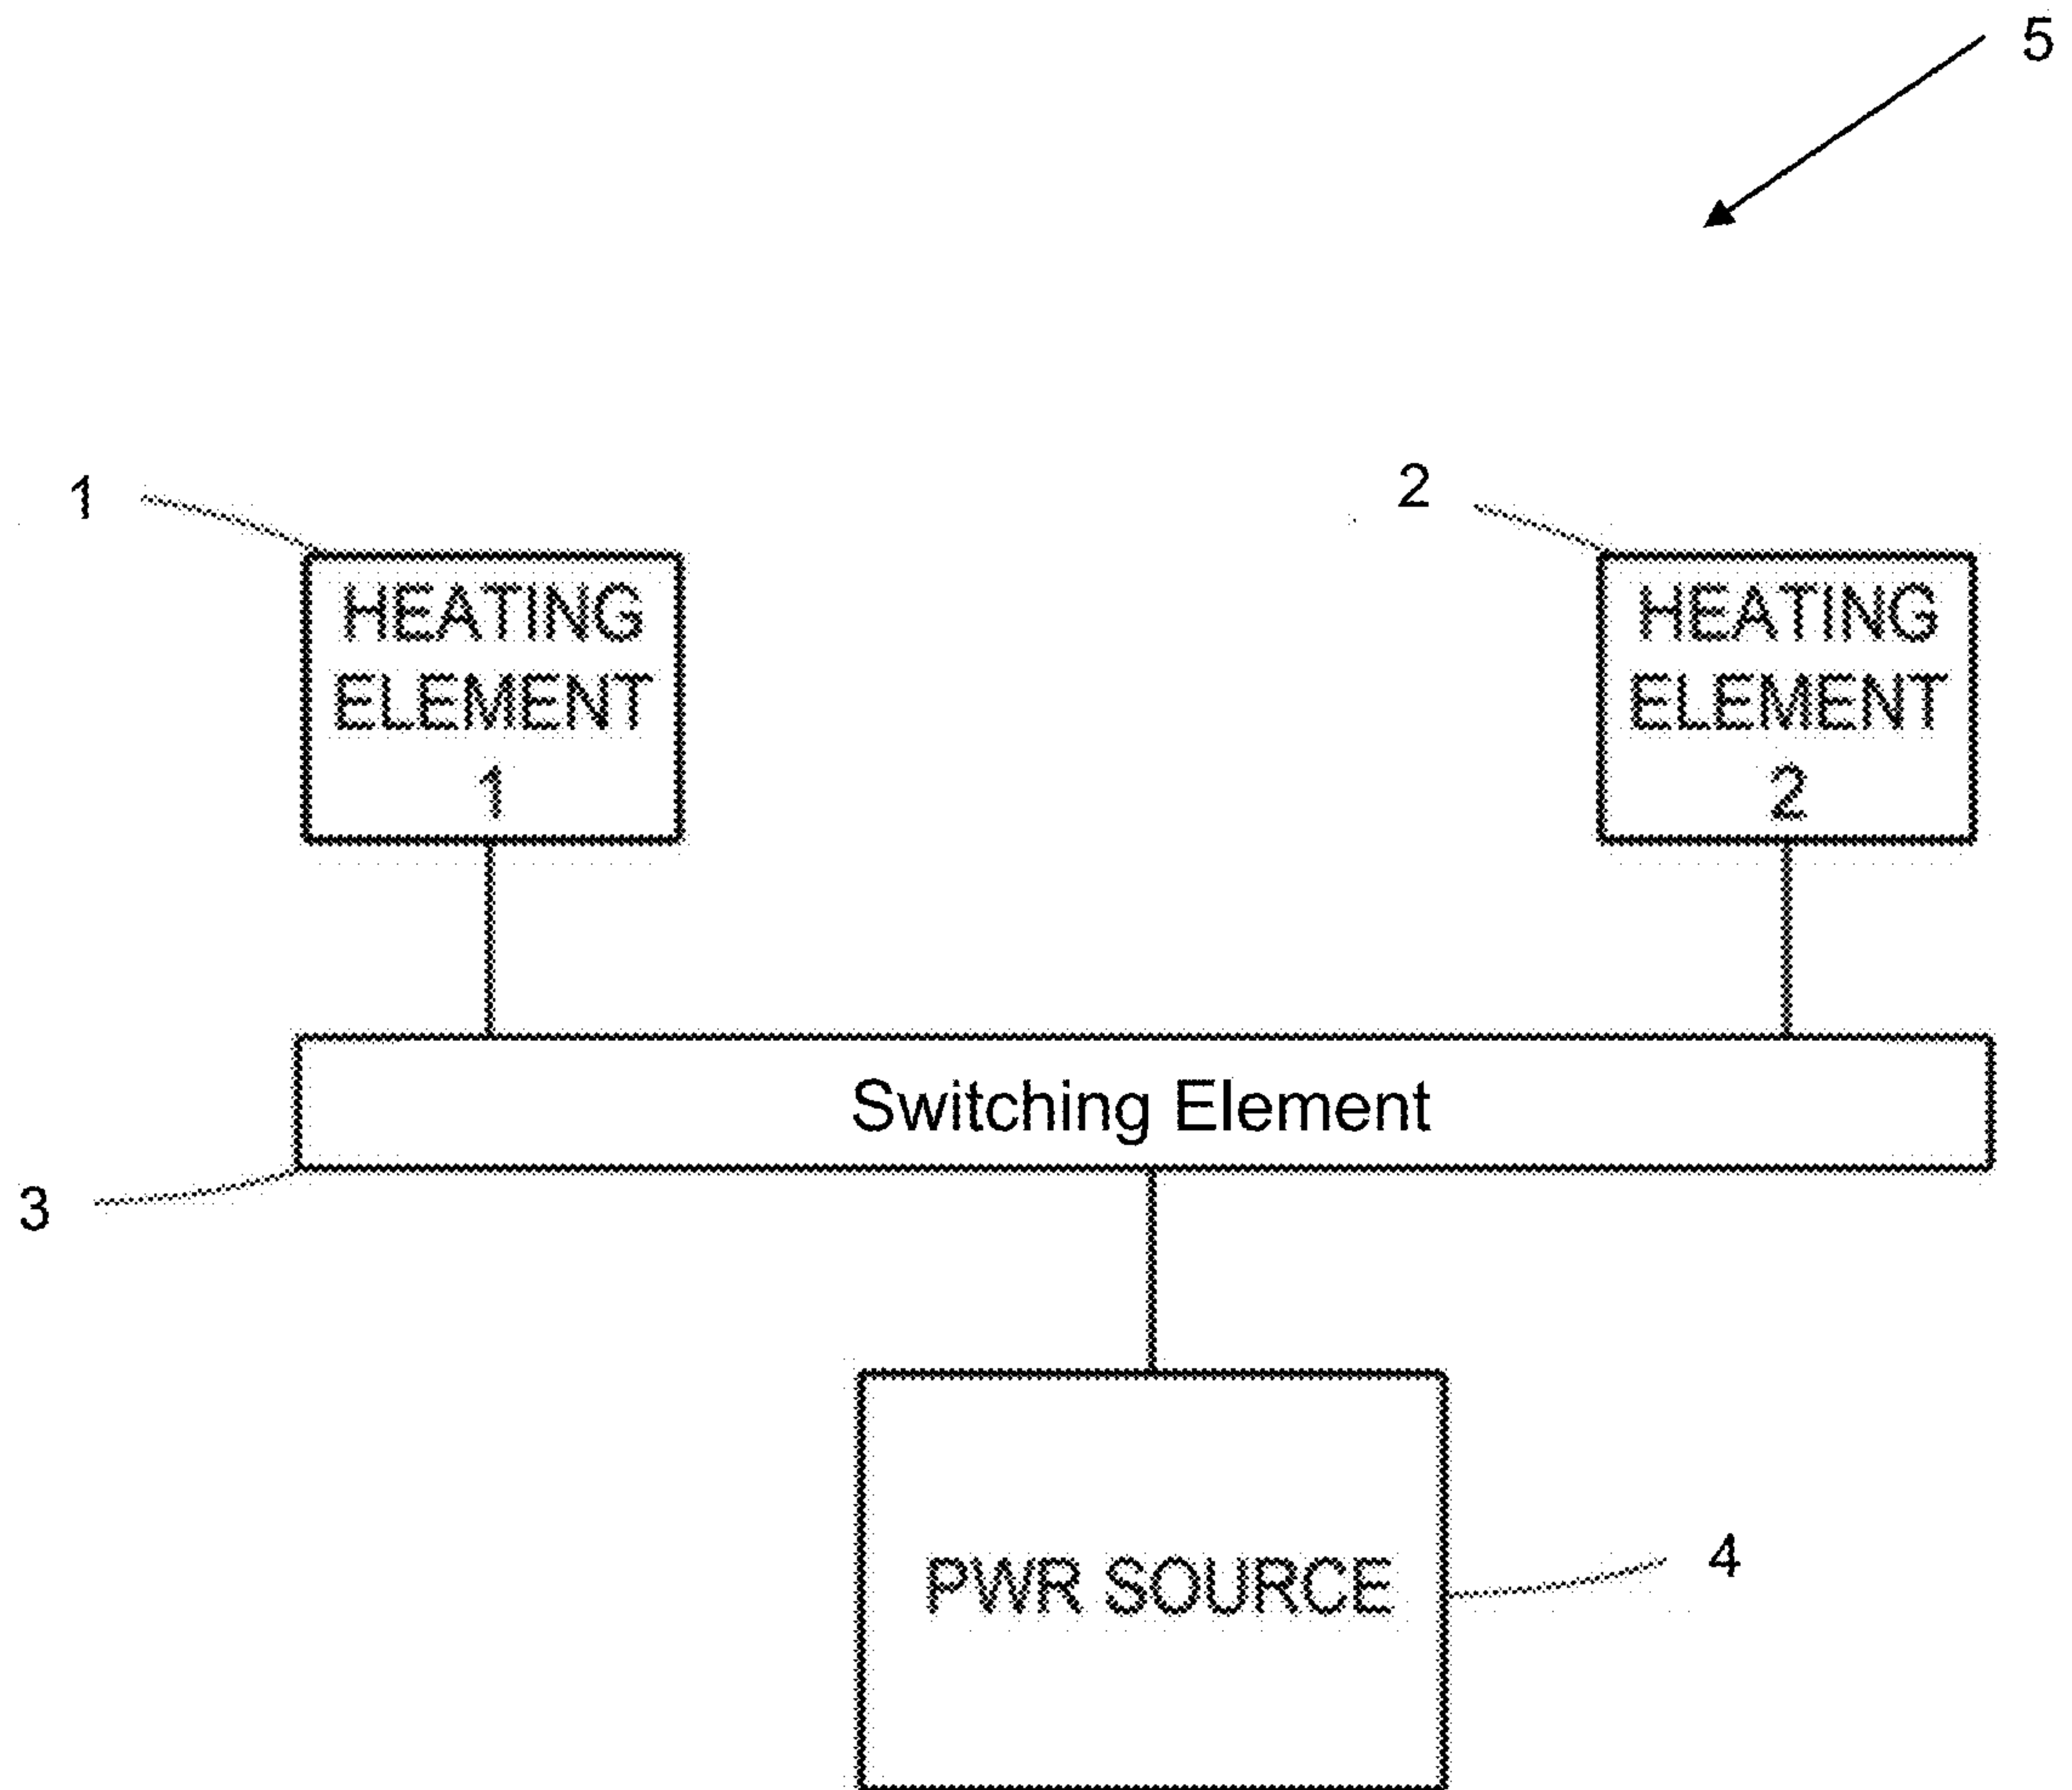 5
1
2
HEATING
ELEMENT
1
HEATING
ELEMENT
2
Switching Element
3
PWR SOURCE
4